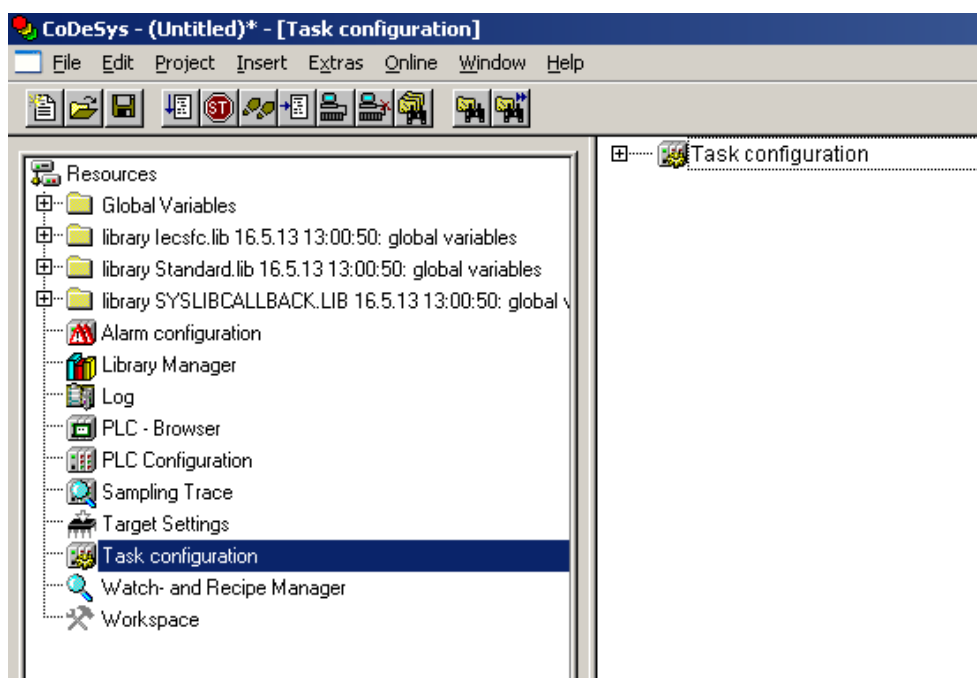 CoDeSys - (Untitled)* - [Task configuration]
File Edit Project Insert Extras Online Window Help
ST
Resources
Global Variables
library Iecsfc.lib 16.5.13 13:00:50: global variables
library Standard.lib 16.5.13 13:00:50: global variables
library SYSLIBCALLBACK.LIB 16.5.13 13:00:50: global v
Alarm configuration
Library Manager
Log
PLC - Browser
PLC Configuration
Sampling Trace
Target Settings
Task configuration
Watch- and Recipe Manager
Workspace
Task configuration